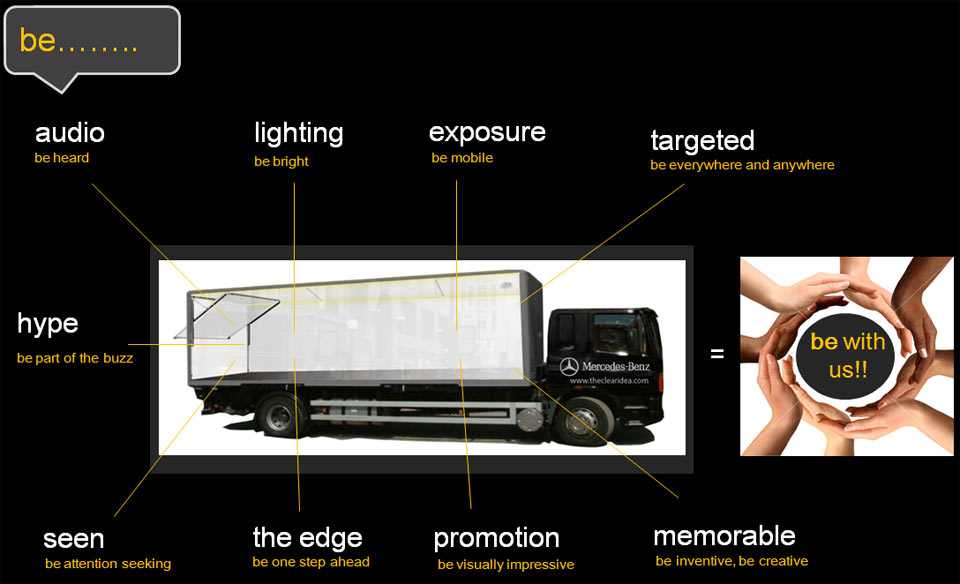 be........
audio
be heard
lighting
be bright
exposure
be mobile
targeted
be everywhere and anywhere
hype
be part of the buzz
Mercedes-Benz
www.theclearidea.com
=
be with
us!!
seen
be attention seeking
the edge
be one step ahead
promotion
be visually impressive
memorable
be inventive, be creative